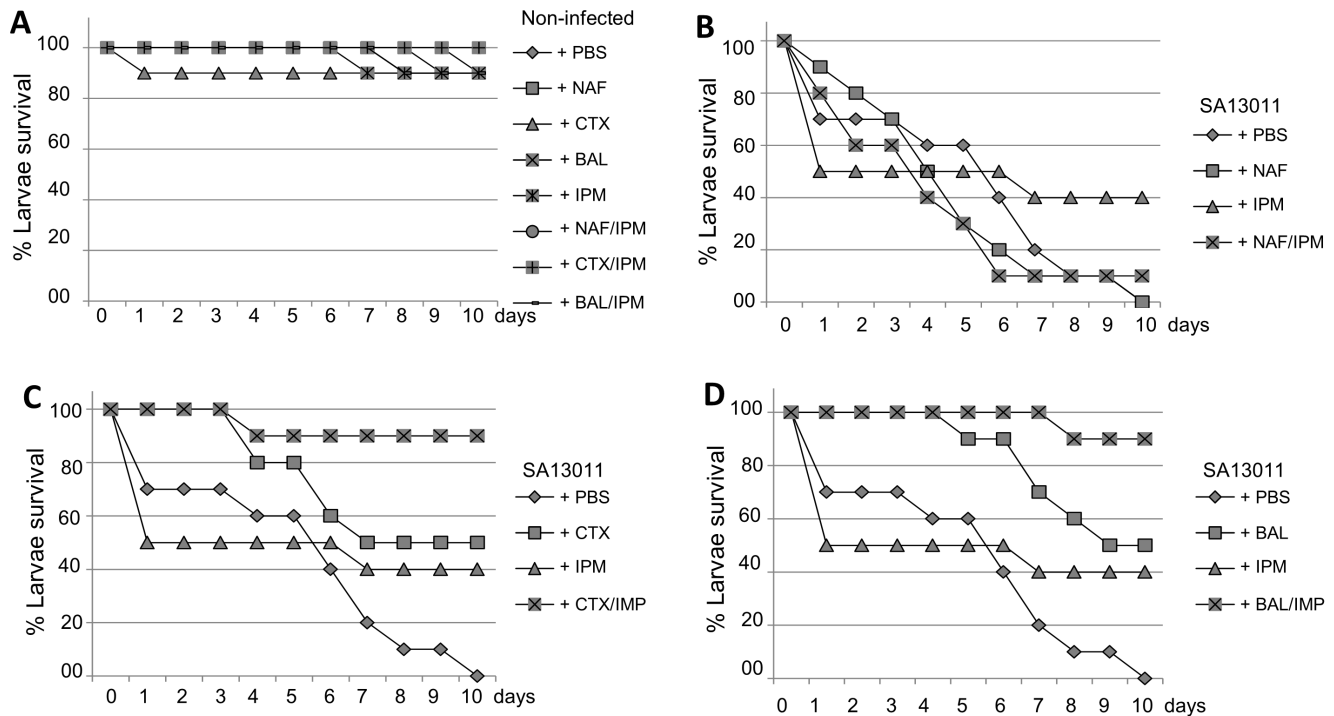 A
Non-infected
100
80
60
40
20
00
% Larvae survival
0 1 2 3 4 5 6 7 8 9 10 days
+ PBS
+ NAF
+ CTX
+ BAL
+ IPM
+ NAF/IPM
+ CTX/IPM
+ BAL/IPM
B
100
80
60
40
20
00
% Larvae survival
0 1 2 3 4 5 6 7 8 9 10 days
SA13011
+ PBS
+ NAF
+ IPM
+ NAF/IPM
C
100
80
60
40
20
00
% Larvae survival
0 1 2 3 4 5 6 7 8 9 10 days
SA13011
+ PBS
+ CTX
+ IPM
+ CTX/IMP
D
100
80
60
40
20
00
% Larvae survival
0 1 2 3 4 5 6 7 8 9 10 days
SA13011
+ PBS
+ BAL
+ IPM
+ BAL/IMP